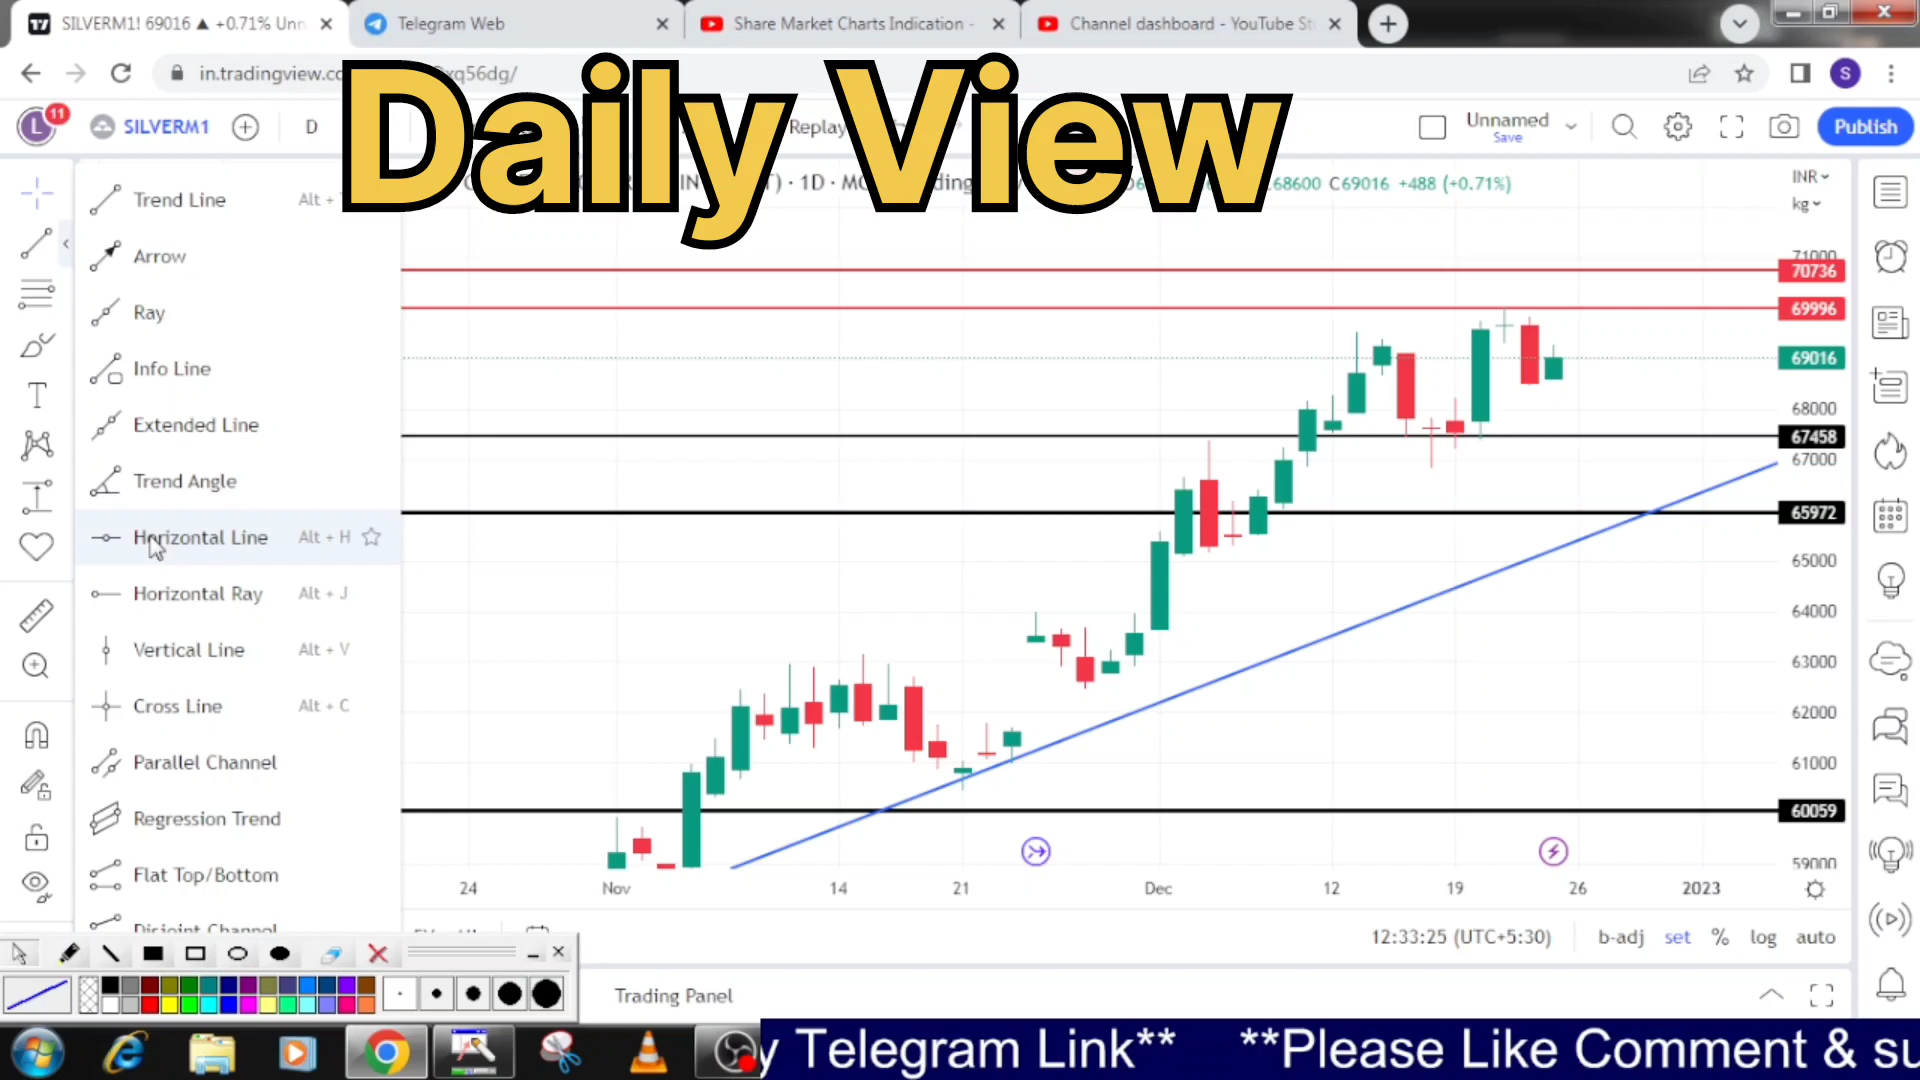 SILVERM1! 69016 ▲ +0.71% Unn
Telegram Web
Share Market Charts Indication -
Channel dashboard - YouTube St
in.tradingview.co
xq56dg/
S
Daily View
L
11
SILVERM1
D
Replay
Unnamed
Save
Publish
· 1D ·
68600 C69016 +488 (+0.71%)
INR
kg
Trend Line Alt +
Arrow
Ray
Info Line
Extended Line
Trend Angle
Horizontal Line Alt + H
Horizontal Ray Alt + J
Vertical Line Alt + V
Cross Line Alt + C
Parallel Channel
Regression Trend
Flat Top/Bottom
Disjoint Channel
71000
70736
69996
69016
68000
67458
67000
65972
65000
64000
63000
62000
61000
60059
59000
24 Nov 14 21 Dec 12 19 26 2023
12:33:25 (UTC+5:30) b-adj set % log auto
Trading Panel
y Telegram Link** **Please Like Comment & su